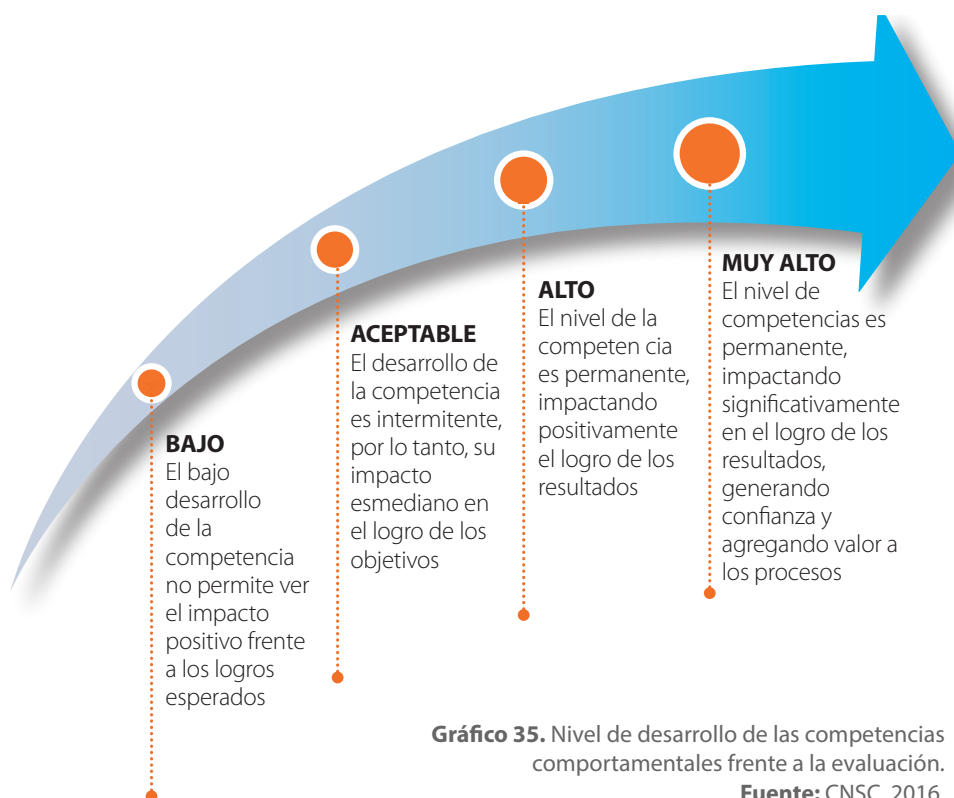 BAJO
El bajo
desarrollo
de la
competencia
no permite ver
el impacto
positivo frente
a los logros
esperados
ACEPTABLE
El desarrollo de
la competencia
es intermitente,
por lo tanto, su
impacto
esmediano en
el logro de los
objetivos
ALTO
El nivel de la
competen cia
es permanente,
impactando
positivamente
el logro de los
resultados
MUY ALTO
El nivel de
competencias es
permanente,
impactando
significativamente
en el logro de los
resultados,
generando
confianza y
agregando valor a
los procesos
Gráfico 35. Nivel de desarrollo de las competencias
comportamentales frente a la evaluación.
Fuente: CNSC, 2016.